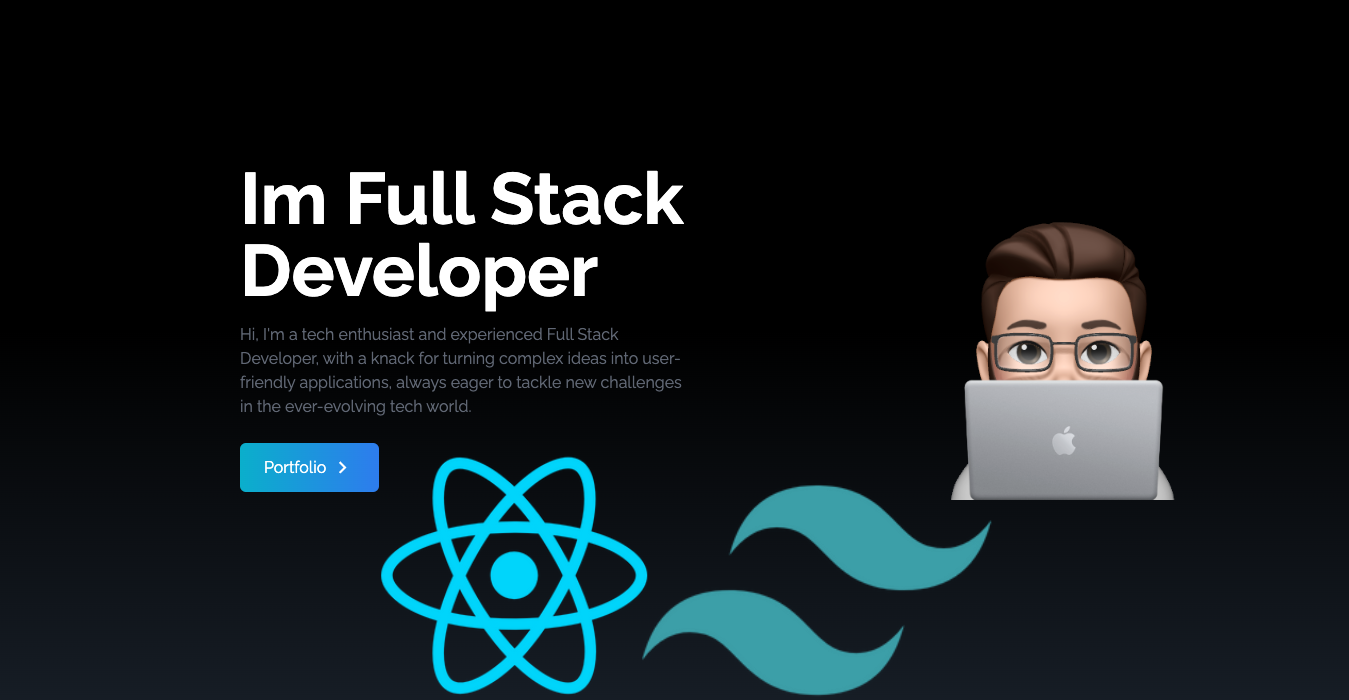 Im Full Stack
Developer
Hi, I'm a tech enthusiast and experienced Full Stack
Developer, with a knack for turning complex ideas into user-
friendly applications, always eager to tackle new challenges
in the ever-evolving tech world.
Portfolio